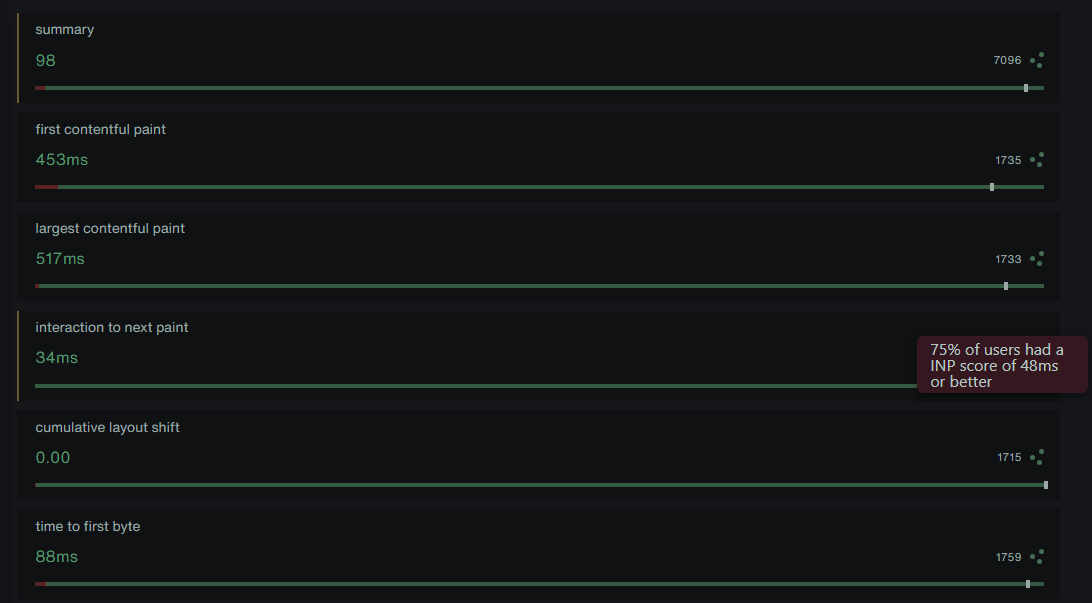 summary
98
7096
first contentful paint
453ms
1735
largest contentful paint
517ms
1733
interaction to next paint
34ms
75% of users had a
INP score of 48ms
or better
cumulative layout shift
0.00
1715
time to first byte
88ms
1759